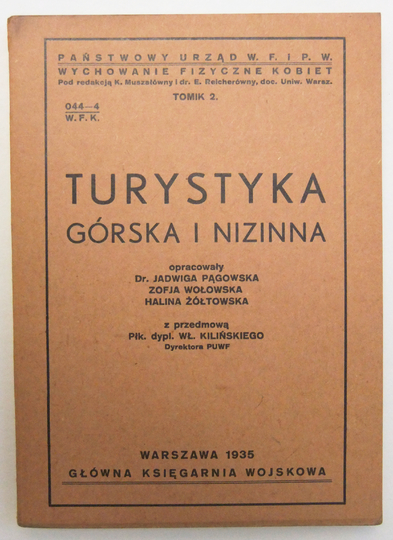 PAŃSTWOWY URZĄD W. F. i P. W.
WYCHOWANIE FIZYCZNE KOBIET
Pod redakcją K. Muszałówny i dr. E. Reicherówny, doc. Uniw. Warsz.
TOMIK 2.
044—4
W. F. K.
TURYSTYKA
GÓRSKA I NIZINNA
opracowały
Dr. JADWIGA PĄGOWSKA
ZOFJA WOŁOWSKA
HALINA ŻÓŁTOWSKA
z przedmową
Płk. dypl. WŁ. KILIŃSKIEGO
Dyrektora PUWF
WARSZAWA 1935
GŁÓWNA KSIĘGARNIA WOJSKOWA